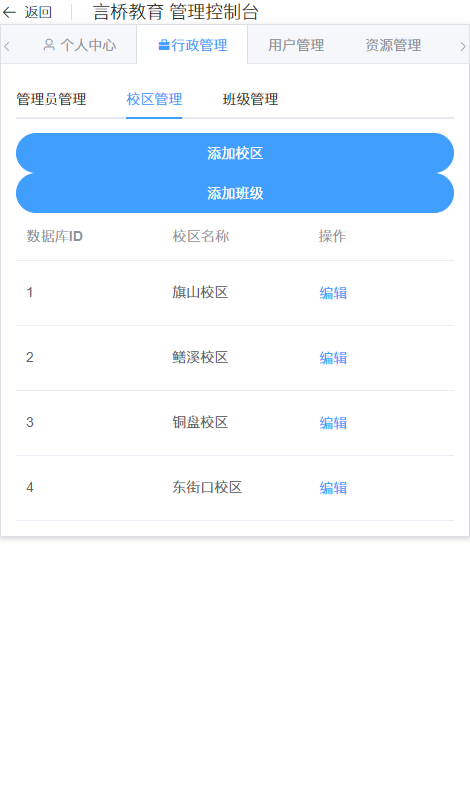 返回 言桥教育 管理控制台
个人中心 行政管理 用户管理 资源管理
管理员管理 校区管理 班级管理
添加校区
添加班级
数据库ID 校区名称 操作
1 旗山校区 编辑
2 鳝溪校区 编辑
3 铜盘校区 编辑
4 东街口校区 编辑